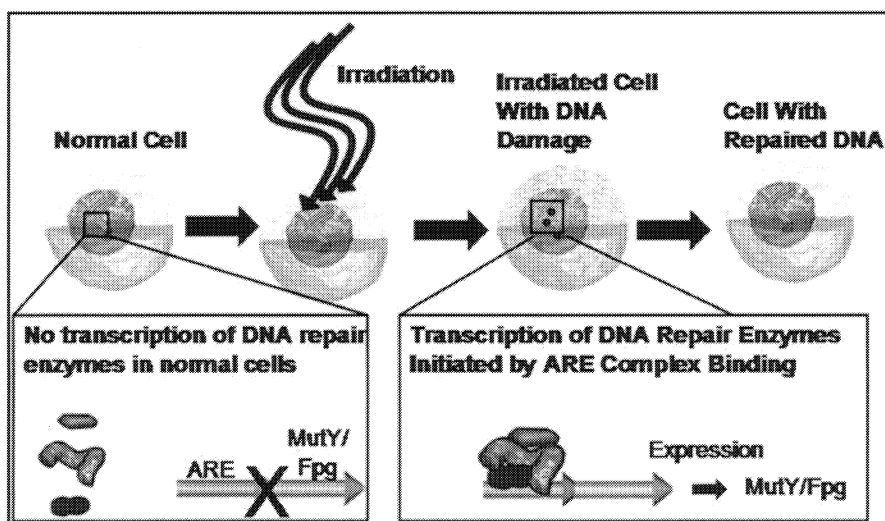 Normal Cell
Irradiation
Irradiated Cell
With DNA
Damage
Cell With
Repaired DNA
No transcription of DNA repair
enzymes in normal cells
ARE
MutY/
Fpg
Transcription of DNA Repair Enzymes
Initiated by ARE Complex Binding
Expression
MutY/Fpg